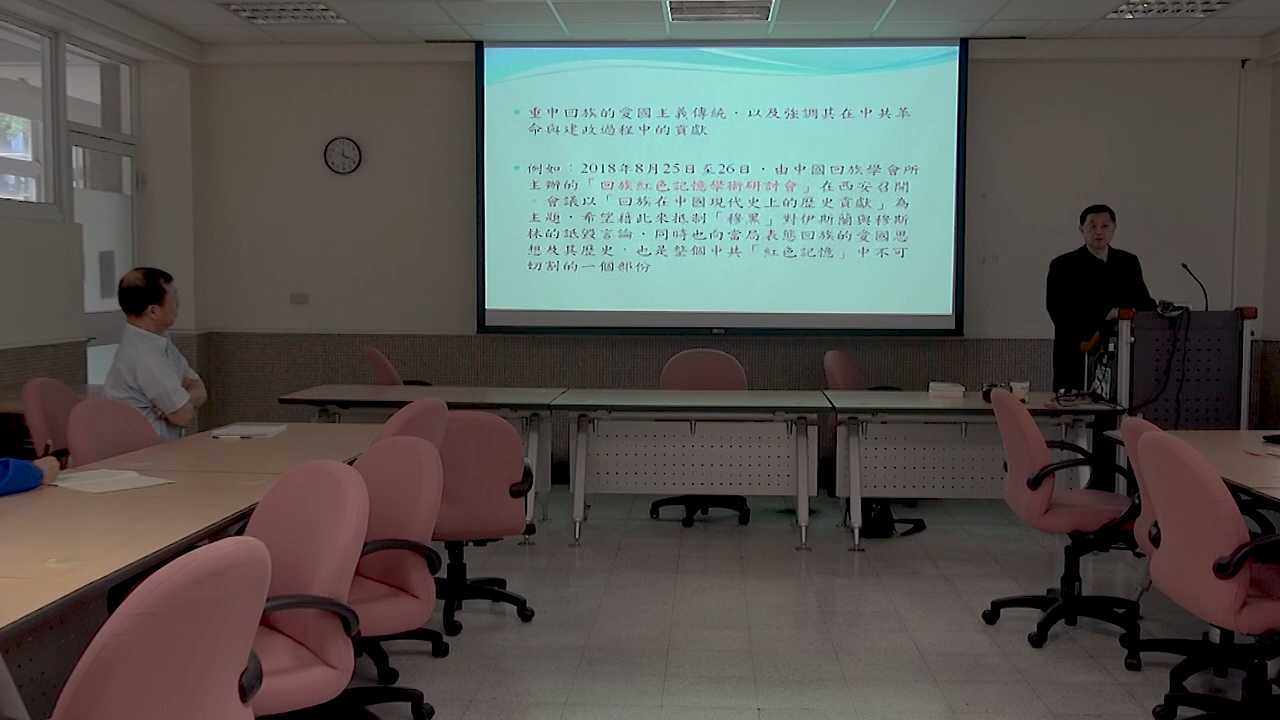 重申回族的愛國主義傳統，以及強調其在中共革
命與建政過程中的貢獻
例如：2018年8月25日至26日，由中國回族學會所
主辦的「回族紅色記憶學術研討會」在西安召開
。會議以「回族在中國現代史上的歷史貢獻」為
主題，希望藉此來抵制「穆黑」對伊斯蘭與穆斯
林的詆毀言論，同時也向當局表態回族的愛國思
想及其歷史，也是整個中共「紅色記憶」中不可
切割的一個部份